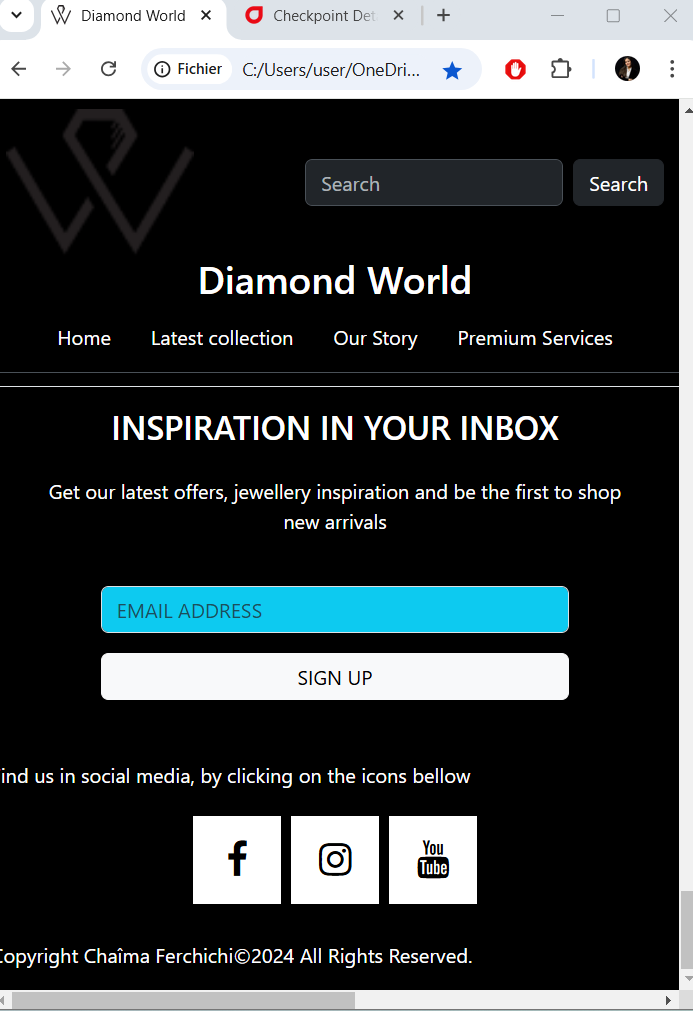 Diamond World
Checkpoint Det
Fichier
C:/Users/user/OneDri...
Search
Search
Diamond World
Home Latest collection Our Story Premium Services
INSPIRATION IN YOUR INBOX
Get our latest offers, jewellery inspiration and be the first to shop
new arrivals
EMAIL ADDRESS
SIGN UP
ind us in social media, by clicking on the icons bellow
You
Tube
Copyright Chaîma Ferchichi©2024 All Rights Reserved.